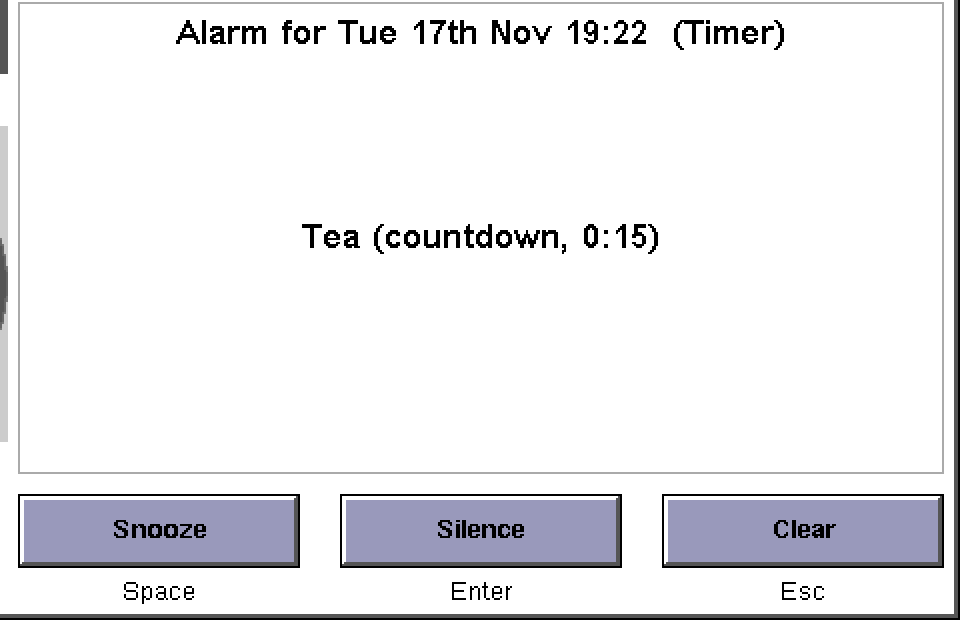 Alarm for Tue 17th Nov 19:22 (Timer)
Tea (countdown, 0:15)
Snooze Silence Clear
Space Enter Esc